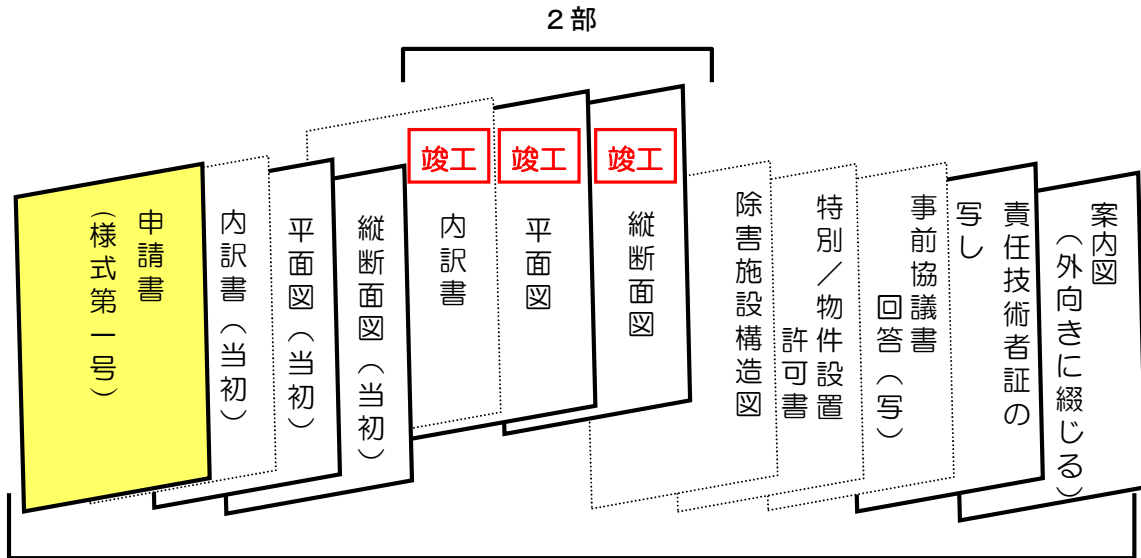 ２部
申請書
（様式第一号）
内訳書（当初）
平面図（当初）
縦断面図（当初）
竣工
内訳書
竣工
平面図
竣工
縦断面図
除害施設構造図
特別／物件設置
許可書
事前協議書
回答（写）
責任技術者証の
写し
案内図
（外向きに綴じる）